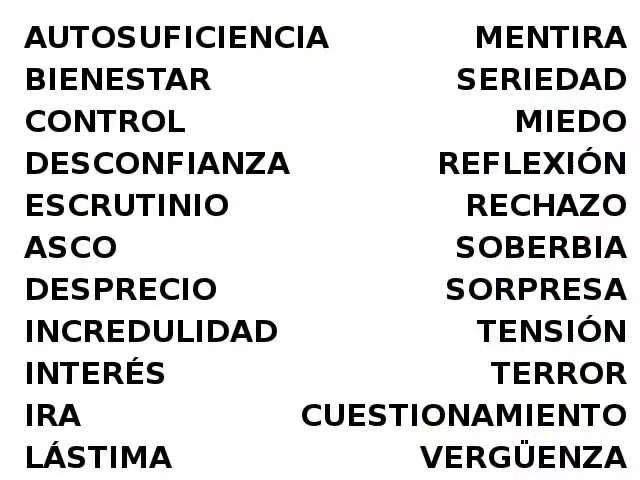 AUTOSUFICIENCIA MENTIRA
BIENESTAR SERIEDAD
CONTROL MIEDO
DESCONFIANZA REFLEXIÓN
ESCRUTINIO RECHAZO
ASCO SOBERBIA
DESPRECIO SORPRESA
INCREDULIDAD TENSIÓN
INTERÉS TERROR
IRA CUESTIONAMIENTO
LÁSTIMA VERGÜENZA